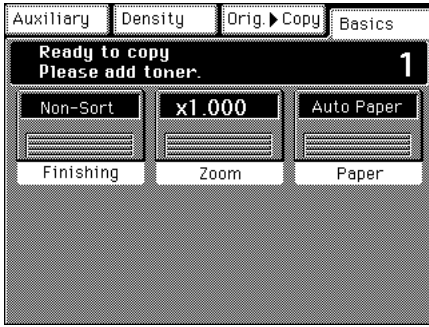 Auxiliary Density Orig.▶Copy Basics
Ready to copy 1
Please add toner.
Non-Sort x1.000 Auto Paper
Finishing Zoom Paper